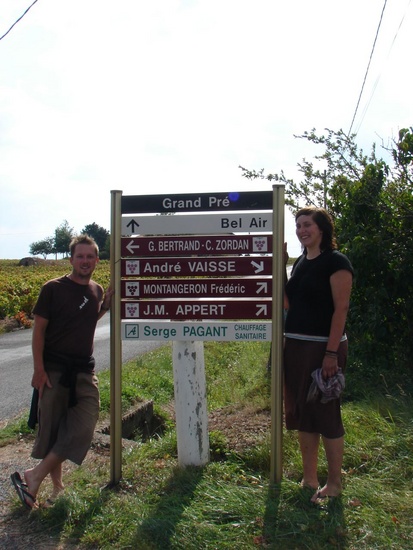 Grand Pré
Bel Air
G. BERTRAND - C. ZORDAN
André VAISSE
MONTANGERON Frédéric
J.M. APPERT
Serge PAGANT CHAUFFAGE SANITAIRE